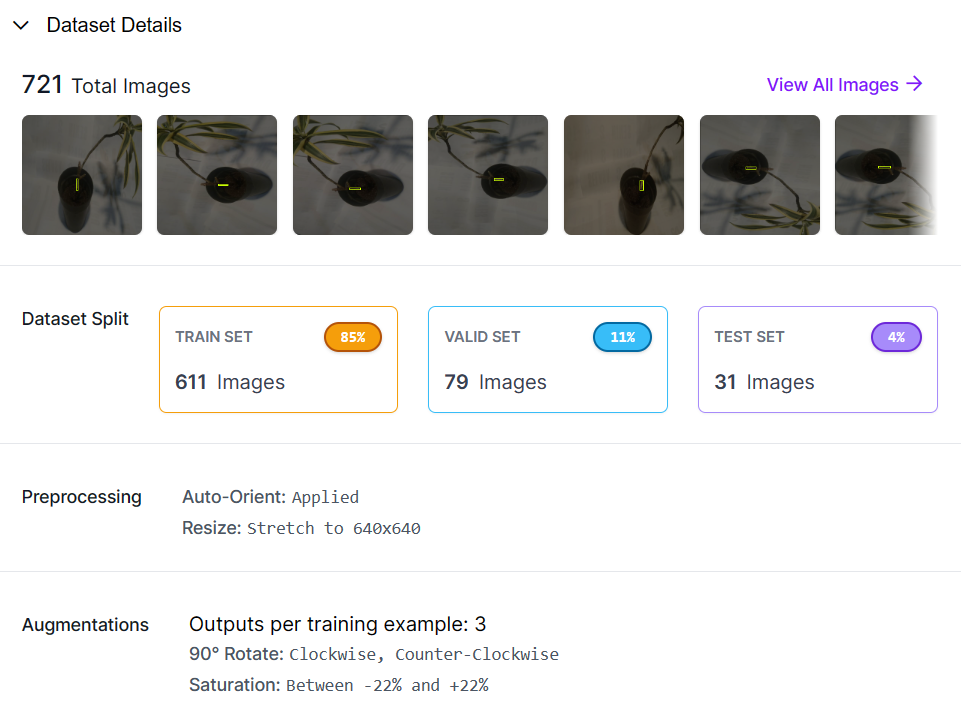 Dataset Details
721 Total Images
View All Images →
Dataset Split
TRAIN SET
85%
611 Images
VALID SET
11%
79 Images
TEST SET
4%
31 Images
Preprocessing
Auto-Orient: Applied
Resize: Stretch to 640x640
Augmentations
Outputs per training example: 3
90° Rotate: Clockwise, Counter-Clockwise
Saturation: Between -22% and +22%